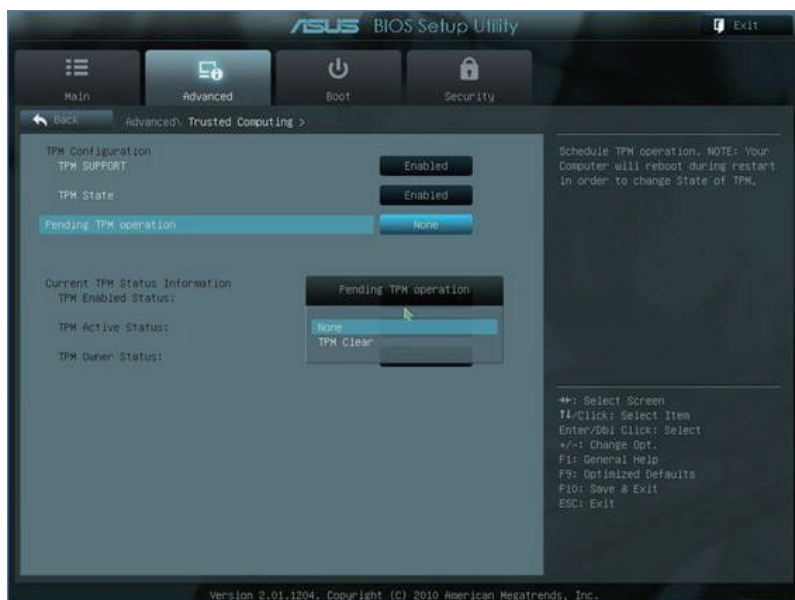 ASUS BIOS Setup Utility
Exit
Main
Advanced
Boot
Security
Back
Advanced\ Trusted Computing >
TPM Configuration
TPM SUPPORT
Enabled
TPM State
Enabled
Pending TPM operation
None
Current TPM Status Information
TPM Enabled Status:
TPM Active Status:
TPM Owner Status:
Pending TPM operation
None
TPM Clear
Schedule TPM operation. NOTE: Your
Computer will reboot during restart
in order to change State of TPM.
→←: Select Screen
↑↓/Click: Select Item
Enter/Dbl Click: Select
+/-: Change Opt.
F1: General Help
F9: Optimized Defaults
F10: Save & Exit
ESC: Exit
Version 2.01.1204. Copyright (C) 2010 American Megatrends, Inc.